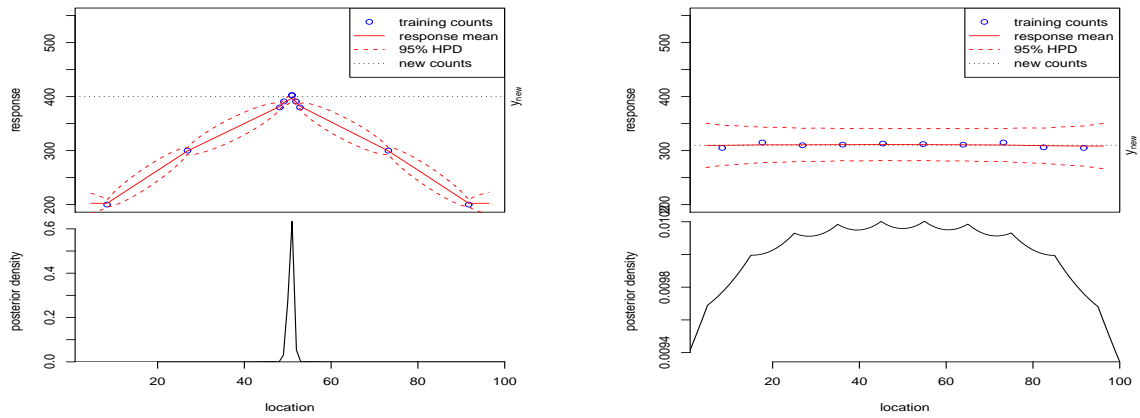 training counts
response mean
95% HPD
new counts
response
200
300
400
500
y_new
posterior density
0.0
0.2
0.4
0.6
20
40
60
80
100
location
training counts
response mean
95% HPD
new counts
response
200
300
400
500
y_new
posterior density
0.0094
0.0098
0.010
20
40
60
80
100
location